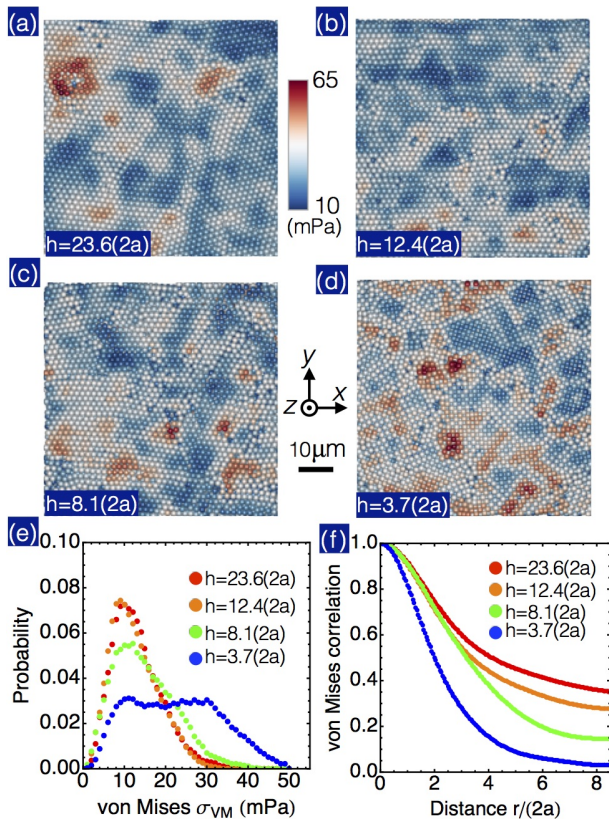 (a)
(b)
65
10
(mPa)
h=23.6(2a)
h=12.4(2a)
(c)
(d)
y
z
x
10μm
h=8.1(2a)
h=3.7(2a)
(e)
0.10
0.08
0.06
0.04
0.02
0.00
Probability
h=23.6(2a)
h=12.4(2a)
h=8.1(2a)
h=3.7(2a)
0 10 20 30 40 50
von Mises σVM (mPa)
(f)
1.0
0.8
0.6
0.4
0.2
0.0
von Mises correlation
h=23.6(2a)
h=12.4(2a)
h=8.1(2a)
h=3.7(2a)
0 2 4 6 8
Distance r/(2a)